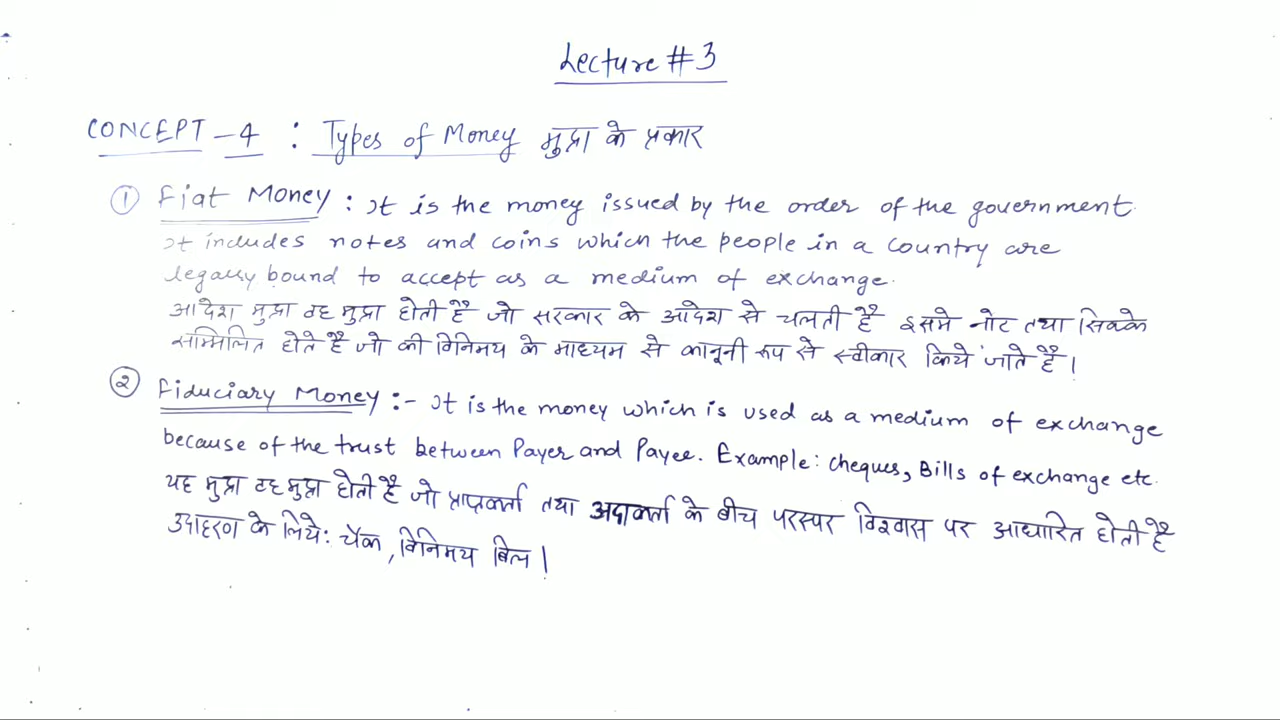 Lecture # 3
CONCEPT - 4 : Types of Money मुद्रा के प्रकार
① Fiat Money : It is the money issued by the order of the government.
It includes notes and coins which the people in a country are
legally bound to accept as a medium of exchange.
आदेश मुद्रा वह मुद्रा होती है जो सरकार के आदेश से चलती है इसमे नोट तथा सिक्के
सम्मिलित होते है जो की विनिमय के माध्यम से कानूनी रूप से स्वीकार किये जाते है।
② Fiduciary Money :- It is the money which is used as a medium of exchange
because of the trust between Payer and Payee. Example: cheques, Bills of exchange etc.
यह मुद्रा वह मुद्रा होती है जो प्राप्तकर्ता तथा अदाकर्ता के बीच परस्पर विश्वास पर आधारित होती है
उदाहरण के लिये: चैक, विनिमय बिल।